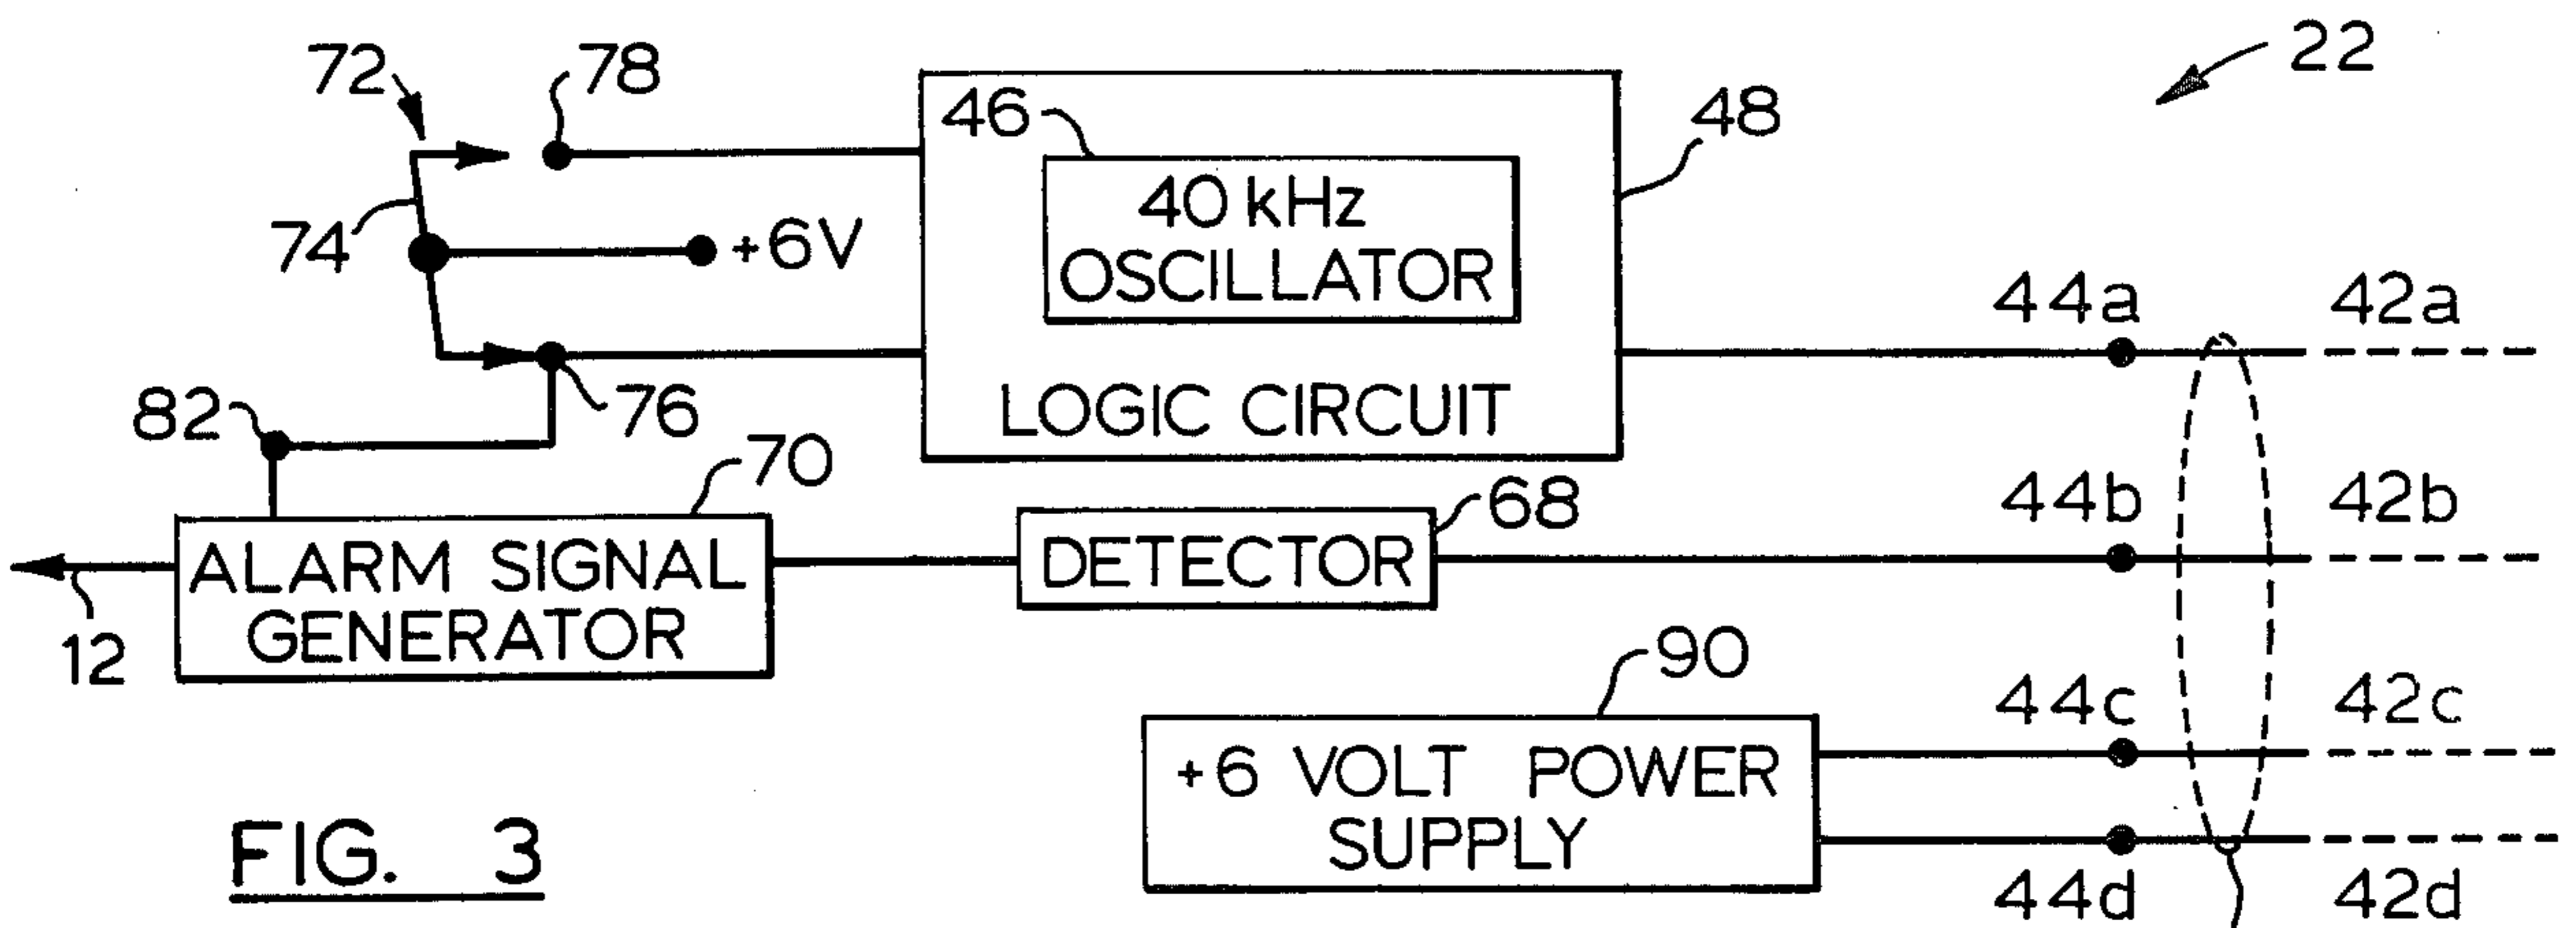 22
72
78
46
48
40 kHz
OSCILLATOR
74
+6V
44a
42a
76
LOGIC CIRCUIT
82
70
68
44b
42b
ALARM SIGNAL
GENERATOR
DETECTOR
12
90
44c
42c
+6 VOLT POWER
SUPPLY
44d
42d
FIG. 3